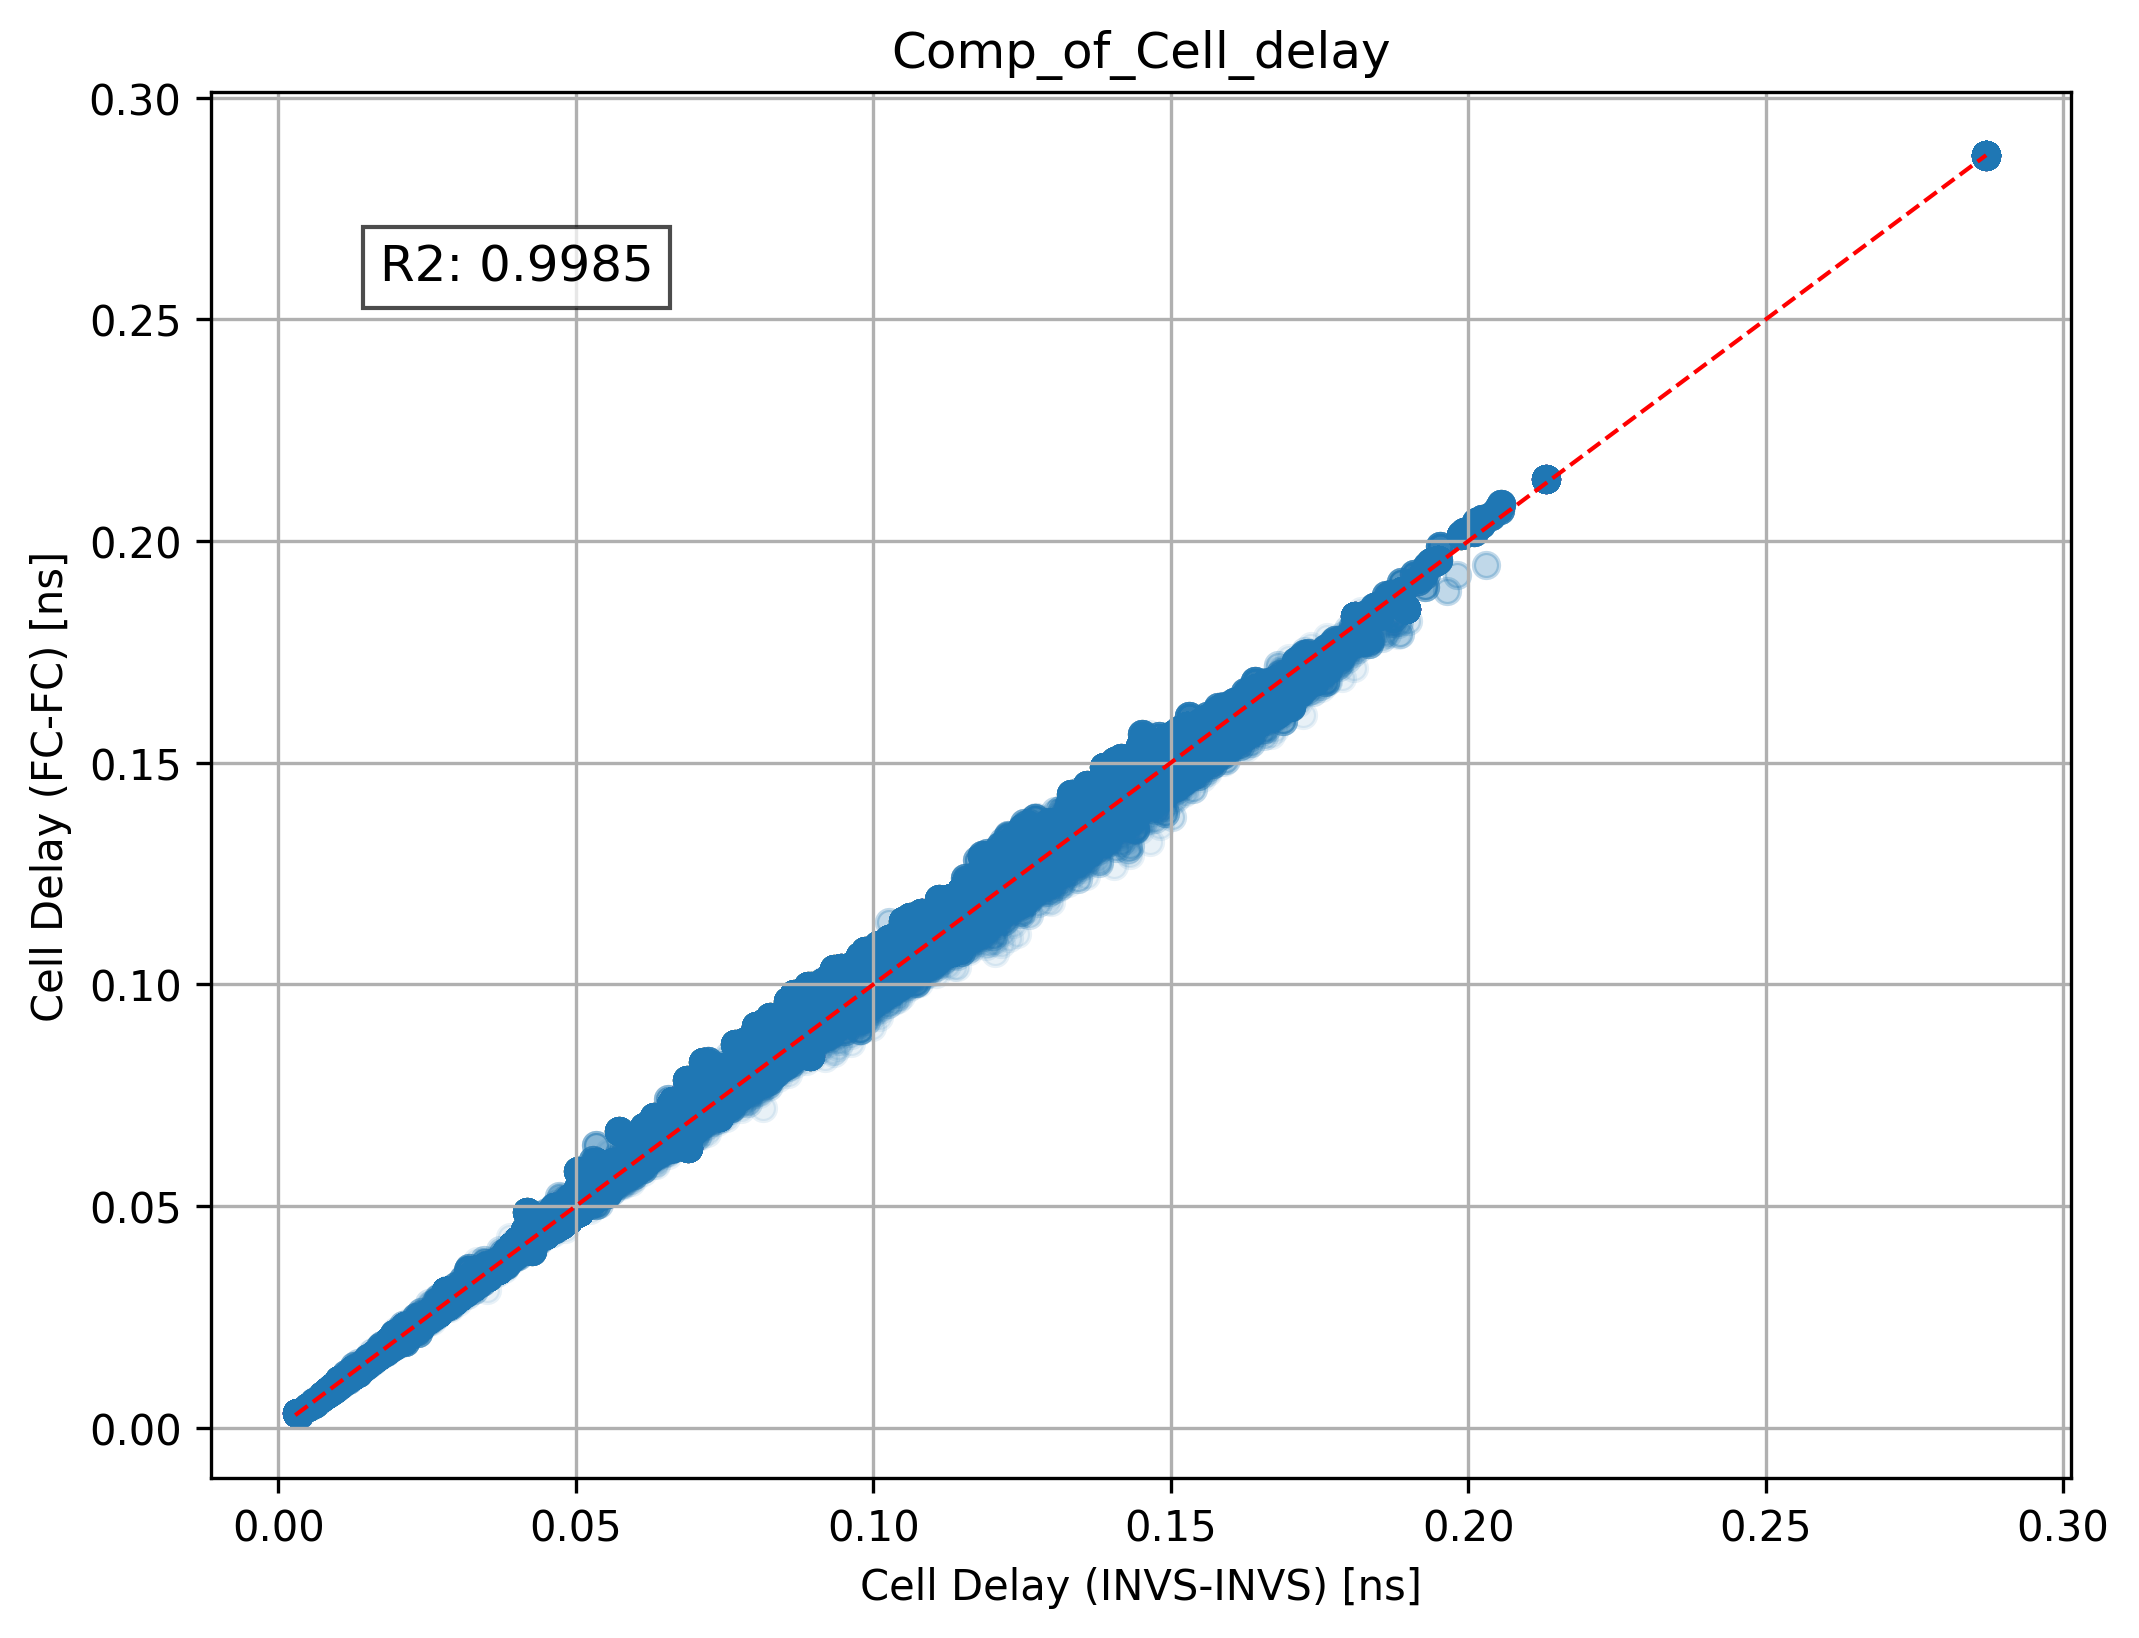 Comp_of_Cell_delay
0.30
0.25
0.20
0.15
0.10
0.05
0.00
R2: 0.9985
Cell Delay (FC-FC) [ns]
0.00 0.05 0.10 0.15 0.20 0.25 0.30
Cell Delay (INVS-INVS) [ns]